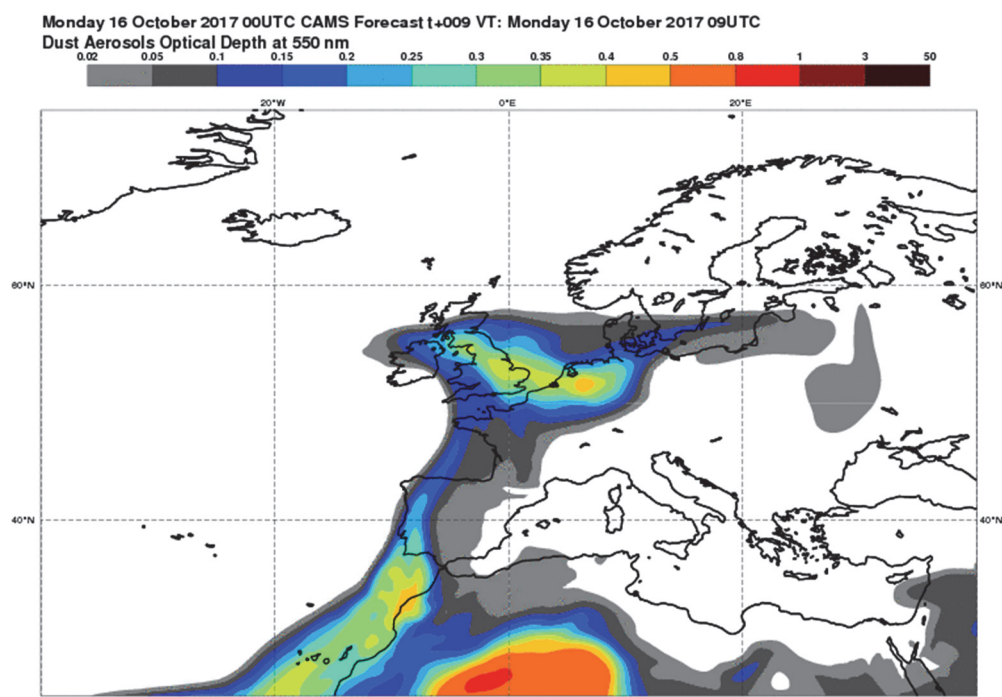 Monday 16 October 2017 00UTC CAMS Forecast t+009 VT: Monday 16 October 2017 09UTC
Dust Aerosols Optical Depth at 550 nm
0.02 0.05 0.1 0.15 0.2 0.25 0.3 0.35 0.4 0.5 0.8 1 3 50
20°W 0°E 20°E
60°N 60°N
40°N 40°N